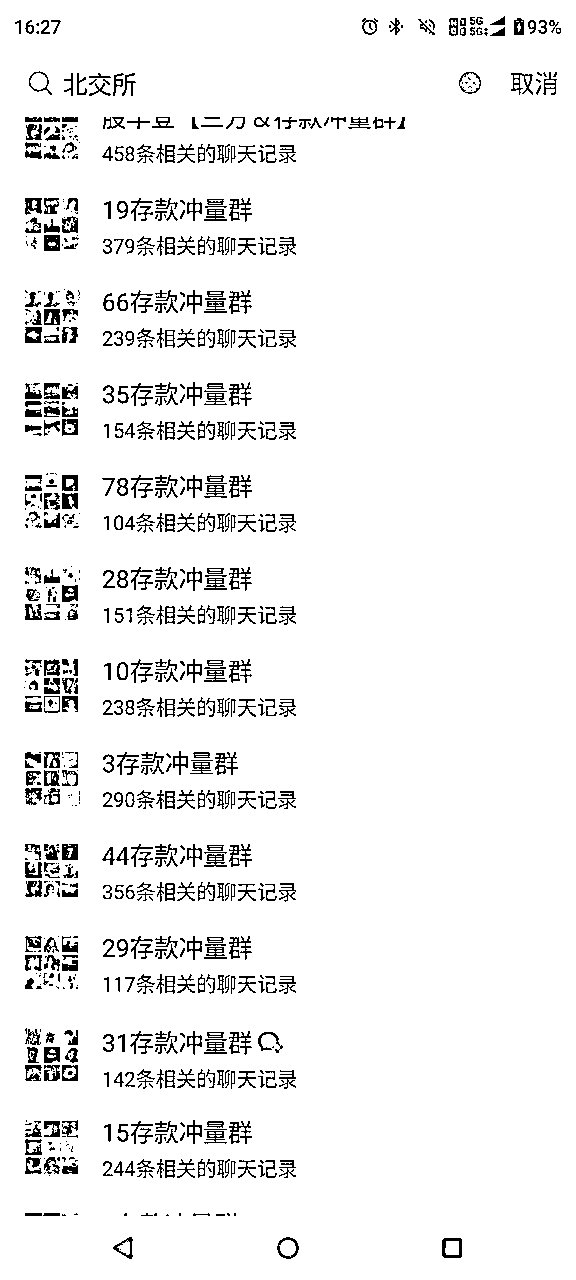 16:27
93%
北交所
取消
458条相关的聊天记录
19存款冲量群
379条相关的聊天记录
66存款冲量群
239条相关的聊天记录
35存款冲量群
154条相关的聊天记录
78存款冲量群
104条相关的聊天记录
28存款冲量群
151条相关的聊天记录
10存款冲量群
238条相关的聊天记录
3存款冲量群
290条相关的聊天记录
44存款冲量群
356条相关的聊天记录
29存款冲量群
117条相关的聊天记录
31存款冲量群
142条相关的聊天记录
15存款冲量群
244条相关的聊天记录